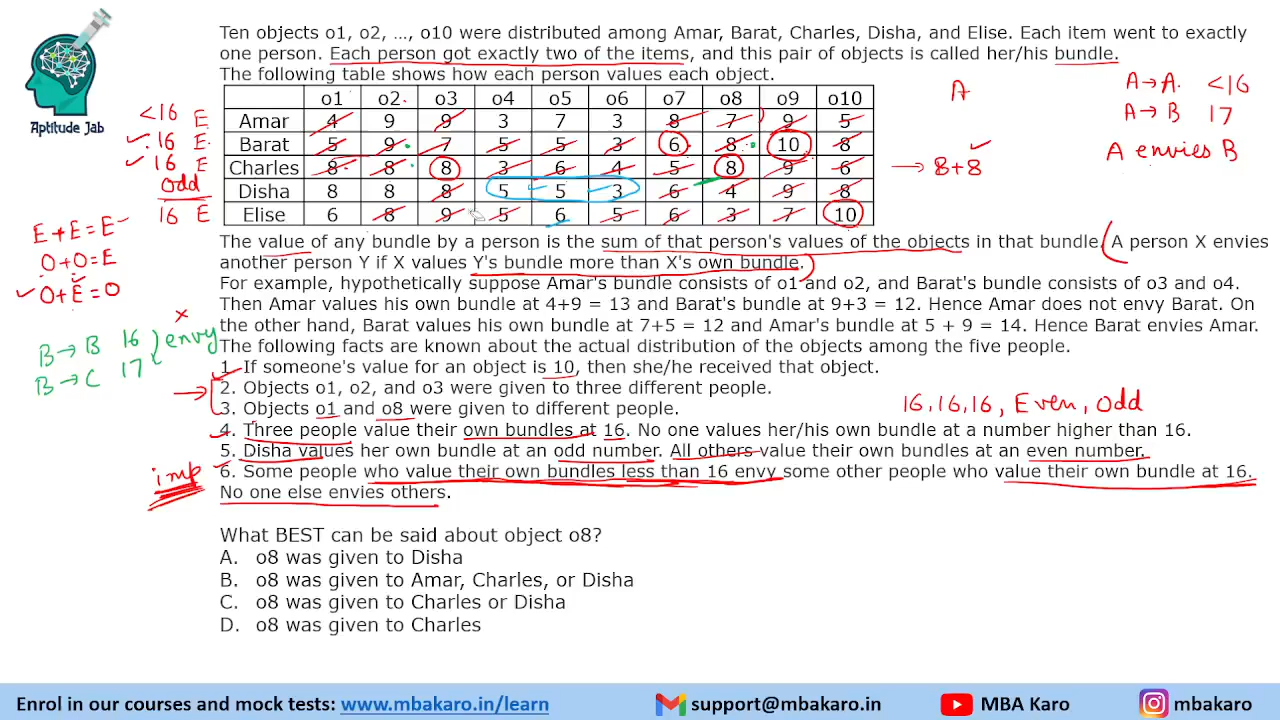 Ten objects o1, o2, ..., o10 were distributed among Amar, Barat, Charles, Disha, and Elise. Each item went to exactly
one person. Each person got exactly two of the items, and this pair of objects is called her/his bundle.
The following table shows how each person values each object.
Aptitude Jab
o1 o2 o3 o4 o5 o6 o7 o8 o9 o10
Amar 4 9 9 3 7 3 8 7 9 5
Barat 5 9 7 5 5 3 6 8 10 8
Charles 8 8 8 3 6 4 5 8 9 6
Disha 8 8 8 5 5 3 6 4 9 8
Elise 6 8 9 5 6 5 6 3 7 10
<16 E
16 E
16 E
odd
16 E
E+E=E
O+O=E
O+E=O
B→B 16
B→C 17
envy
A
A→A <16
A→B 17
A envies B
→ 8+8
The value of any bundle by a person is the sum of that person's values of the objects in that bundle. A person X envies
another person Y if X values Y's bundle more than X's own bundle.
For example, hypothetically suppose Amar's bundle consists of o1 and o2, and Barat's bundle consists of o3 and o4.
Then Amar values his own bundle at 4+9 = 13 and Barat's bundle at 9+3 = 12. Hence Amar does not envy Barat. On
the other hand, Barat values his own bundle at 7+5 = 12 and Amar's bundle at 5 + 9 = 14. Hence Barat envies Amar.
The following facts are known about the actual distribution of the objects among the five people.
1. If someone's value for an object is 10, then she/he received that object.
2. Objects o1, o2, and o3 were given to three different people.
3. Objects o1 and o8 were given to different people.
16, 16, 16, Even, Odd
4. Three people value their own bundles at 16. No one values her/his own bundle at a number higher than 16.
5. Disha values her own bundle at an odd number. All others value their own bundles at an even number.
imp
6. Some people who value their own bundles less than 16 envy some other people who value their own bundle at 16.
No one else envies others.
What BEST can be said about object o8?
A. o8 was given to Disha
B. o8 was given to Amar, Charles, or Disha
C. o8 was given to Charles or Disha
D. o8 was given to Charles
Enrol in our courses and mock tests: www.mbakaro.in/learn support@mbakaro.in MBA Karo mbakaro